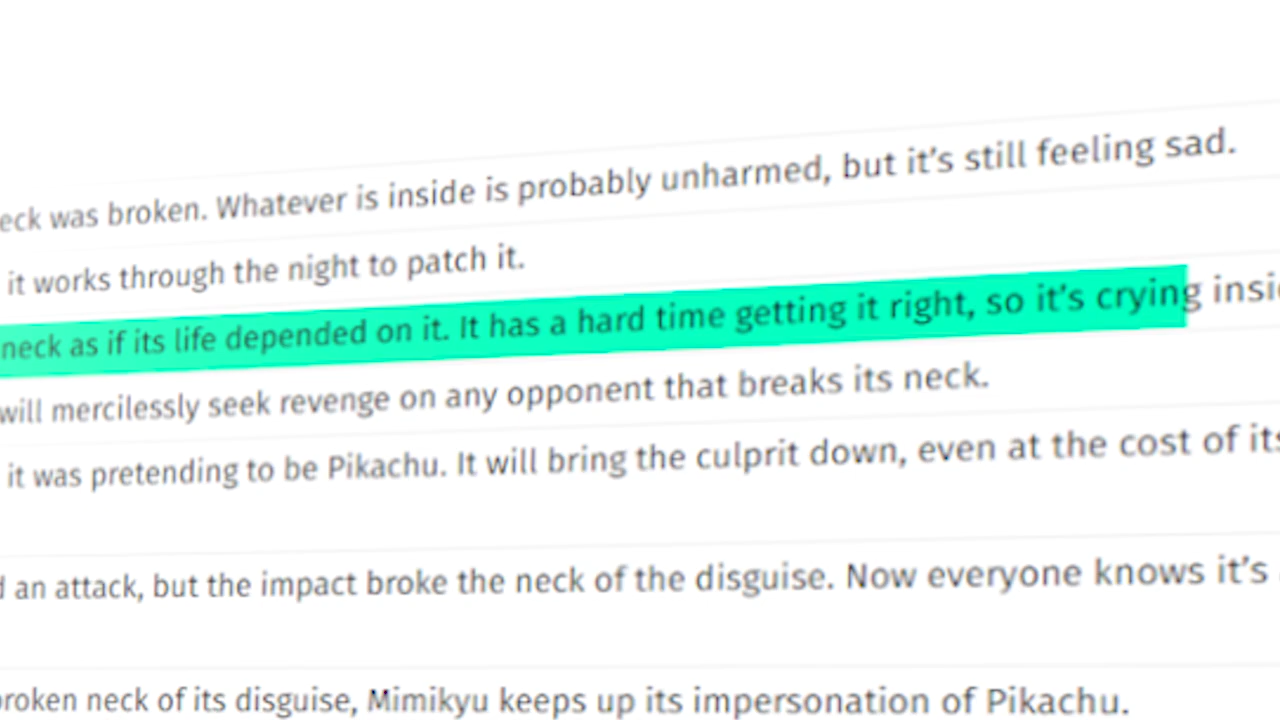 eck was broken. Whatever is inside is probably unharmed, but it's still feeling sad.
it works through the night to patch it.
neck as if its life depended on it. It has a hard time getting it right, so it's crying insi
will mercilessly seek revenge on any opponent that breaks its neck.
it was pretending to be Pikachu. It will bring the culprit down, even at the cost of its
d an attack, but the impact broke the neck of the disguise. Now everyone knows it's
broken neck of its disguise, Mimikyu keeps up its impersonation of Pikachu.